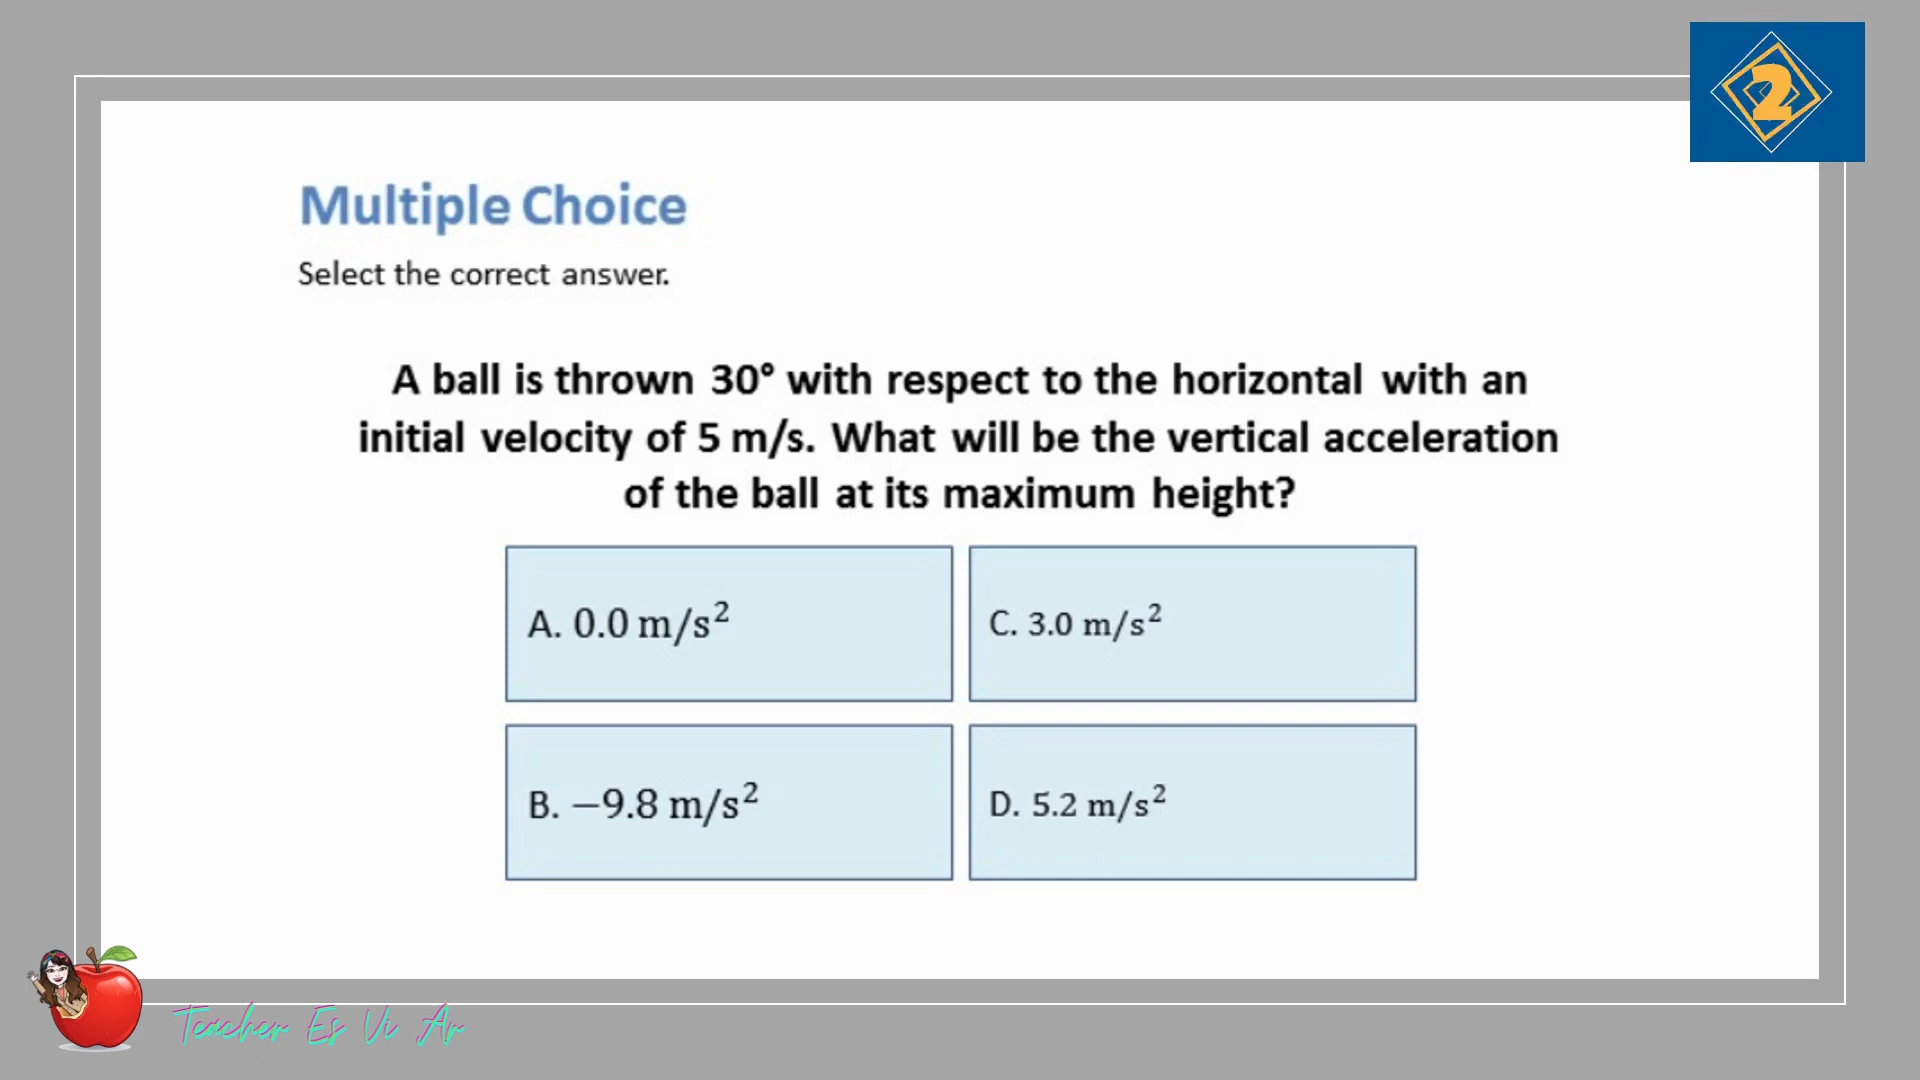 2
Multiple Choice
Select the correct answer.
A ball is thrown 30° with respect to the horizontal with an
initial velocity of 5 m/s. What will be the vertical acceleration
of the ball at its maximum height?
A. 0.0 m/s²
C. 3.0 m/s²
B. −9.8 m/s²
D. 5.2 m/s²
Teacher Es Vi Ar